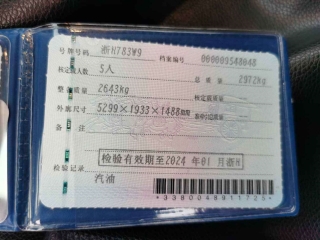 号牌号码 浙H783W9 档案编号 060009548648
核定载人数 5人 总质量 2972kg
整备质量 2643kg 核定载质量 --
外廓尺寸 5299×1933×1488mm 准牵引总质量 --
备注
检验有效期至2024年01月浙H
检验记录
汽油
*3380048911725*